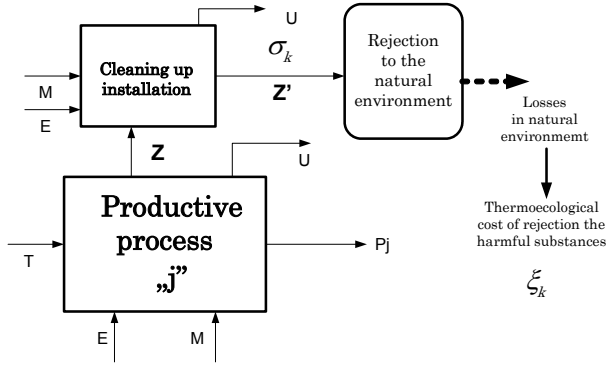 U
Cleaning up
installation
M
E
σk
Z'
Rejection
to the
natural
environment
Losses
in natural
environmemt
Thermoecological
cost of rejection the
harmful substances
ξk
Z
U
Productive
process
„j”
T
Pj
E
M